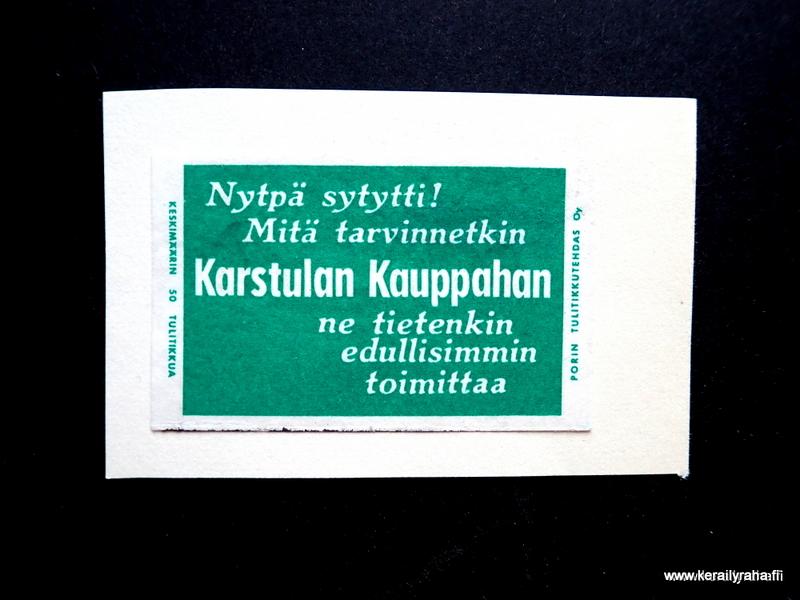 Nytpä sytytti!
Mitä tarvinnetkin
Karstulan Kauppahan
ne tietenkin
edullisimmin
toimittaa
KESKIMÄÄRIN 50 TULITIKKUA
PORIN TULITIKKUTEHDAS Oy
www.kerailyraha.fi